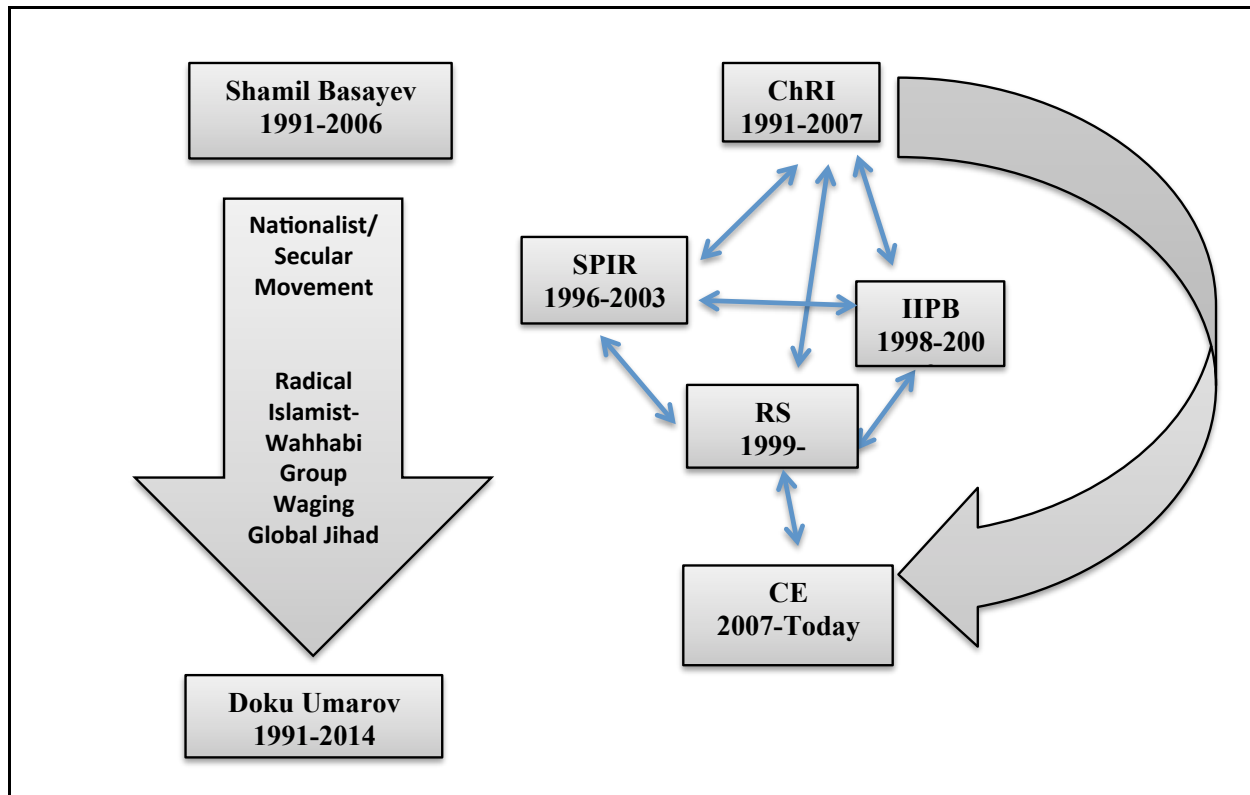 Shamil Basayev
1991-2006
Nationalist/
Secular
Movement
Radical
Islamist-
Wahhabi
Group
Waging
Global Jihad
Doku Umarov
1991-2014
ChRI
1991-2007
SPIR
1996-2003
IIPB
1998-200
RS
1999-
CE
2007-Today